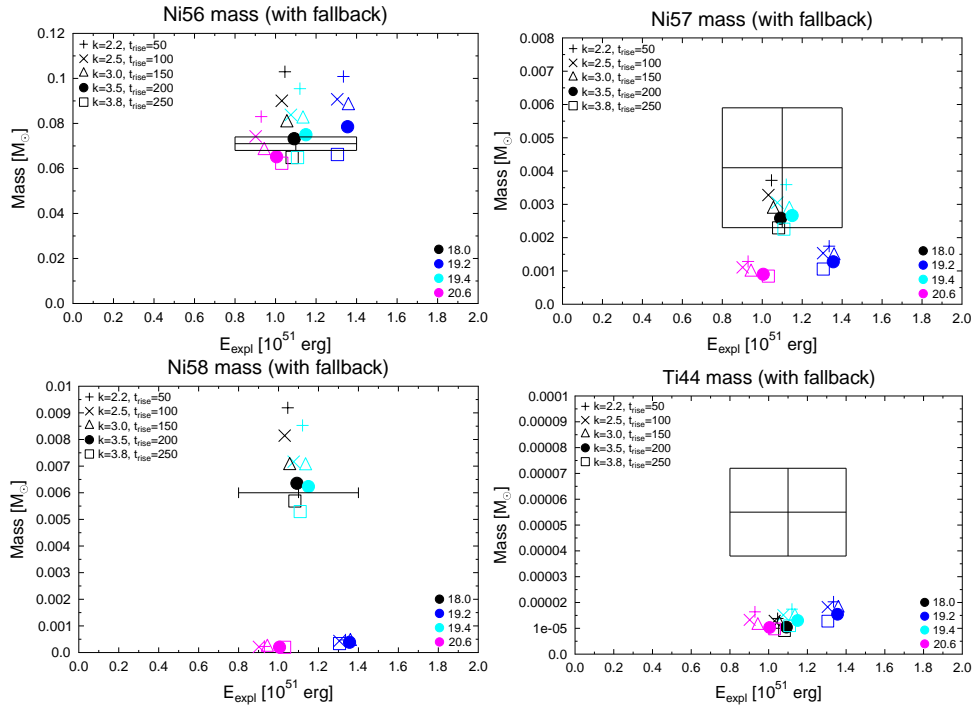 Ni56 mass (with fallback)
Mass [M☉]
0.12
0.1
0.08
0.06
0.04
0.02
0.0
k=2.2, t_rise=50
k=2.5, t_rise=100
k=3.0, t_rise=150
k=3.5, t_rise=200
k=3.8, t_rise=250
18.0
19.2
19.4
20.6
0.0 0.2 0.4 0.6 0.8 1.0 1.2 1.4 1.6 1.8 2.0
E_expl [10^51 erg]
Ni57 mass (with fallback)
Mass [M☉]
0.008
0.007
0.006
0.005
0.004
0.003
0.002
0.001
0.000
k=2.2, t_rise=50
k=2.5, t_rise=100
k=3.0, t_rise=150
k=3.5, t_rise=200
k=3.8, t_rise=250
18.0
19.2
19.4
20.6
0.0 0.2 0.4 0.6 0.8 1.0 1.2 1.4 1.6 1.8 2.0
E_expl [10^51 erg]
Ni58 mass (with fallback)
Mass [M☉]
0.01
0.009
0.008
0.007
0.006
0.005
0.004
0.003
0.002
0.001
0.000
k=2.2, t_rise=50
k=2.5, t_rise=100
k=3.0, t_rise=150
k=3.5, t_rise=200
k=3.8, t_rise=250
18.0
19.2
19.4
20.6
0.0 0.2 0.4 0.6 0.8 1.0 1.2 1.4 1.6 1.8 2.0
E_expl [10^51 erg]
Ti44 mass (with fallback)
Mass [M☉]
0.0001
0.00009
0.00008
0.00007
0.00006
0.00005
0.00004
0.00003
0.00002
1e-05
0.0
k=2.2, t_rise=50
k=2.5, t_rise=100
k=3.0, t_rise=150
k=3.5, t_rise=200
k=3.8, t_rise=250
18.0
19.2
19.4
20.6
0.0 0.2 0.4 0.6 0.8 1.0 1.2 1.4 1.6 1.8 2.0
E_expl [10^51 erg]